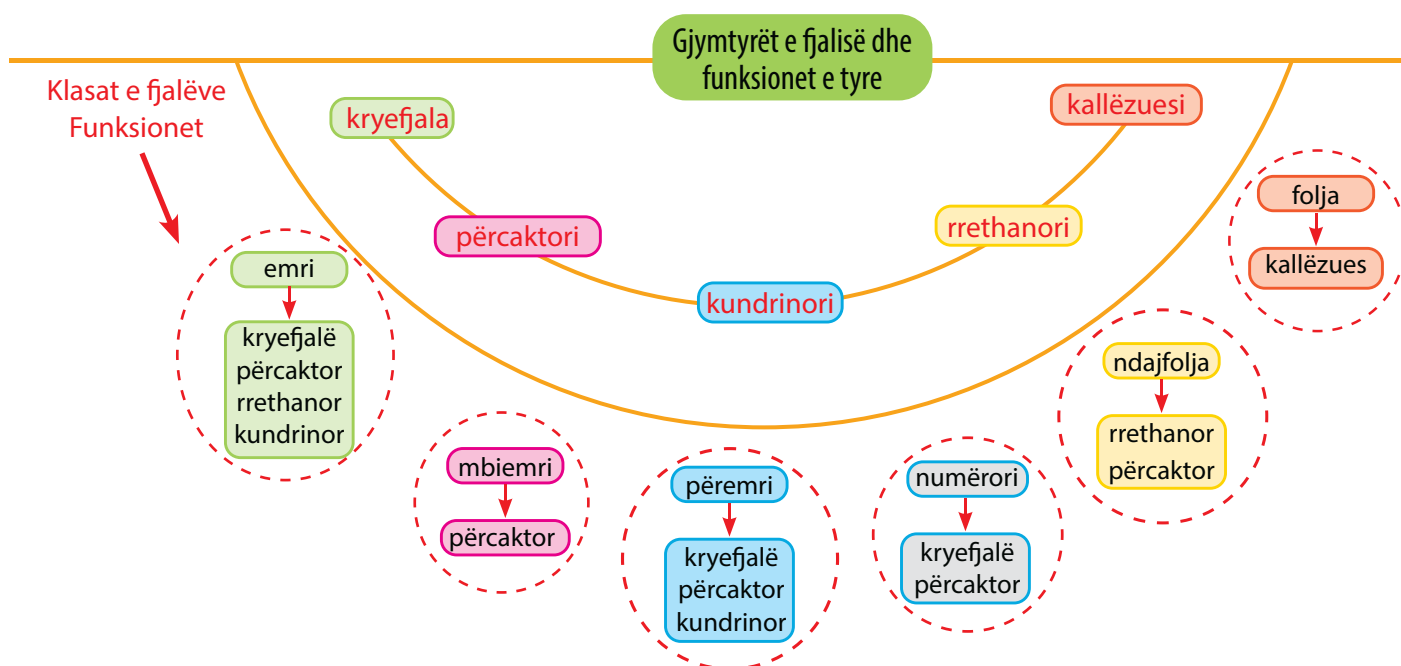 Gjymtyrët e fjalisë dhe
funksionet e tyre
Klasat e fjalëve
Funksionet
kryefjala
përcaktori
kundrinori
rrethanori
kallëzuesi
emri
kryefjalë
përcaktor
rrethanor
kundrinor
mbiemri
përcaktor
përemri
kryefjalë
përcaktor
kundrinor
numërori
kryefjalë
përcaktor
ndajfolja
rrethanor
përcaktor
folja
kallëzues